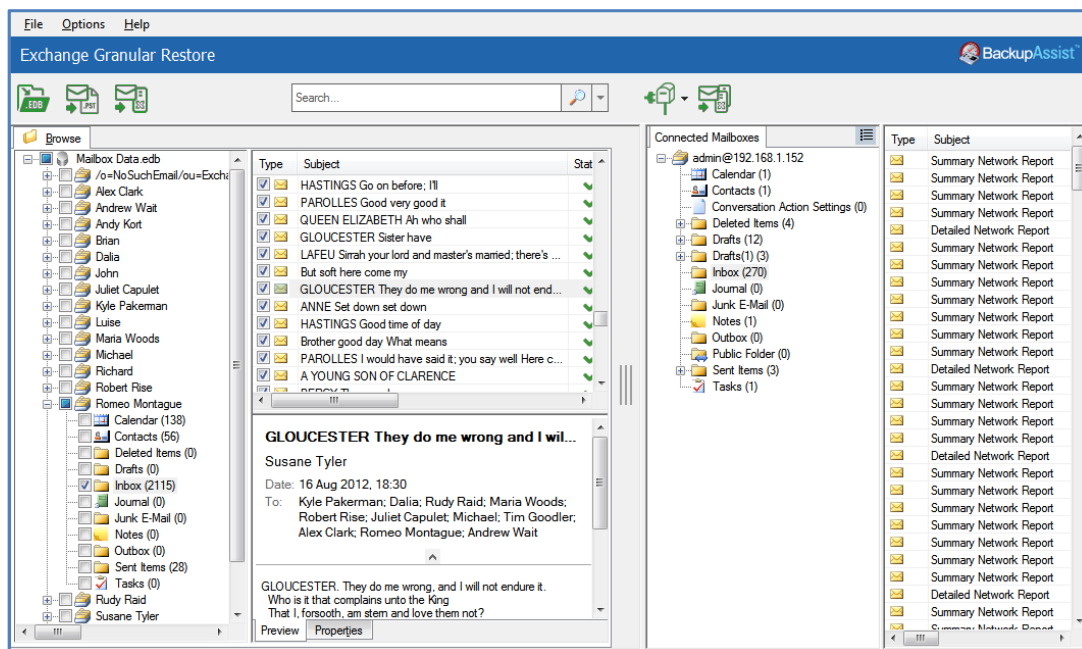 File Options Help
Exchange Granular Restore
BackupAssist™
.EDB
.PST
Search...
Browse
Mailbox Data.edb
/o=NoSuchEmail/ou=Excha
Alex Clark
Andrew Wait
Andy Kort
Brian
Dalia
John
Juliet Capulet
Kyle Pakerman
Luise
Maria Woods
Michael
Richard
Robert Rise
Romeo Montague
Calendar (138)
Contacts (56)
Deleted Items (0)
Drafts (0)
Inbox (2115)
Journal (0)
Junk E-Mail (0)
Notes (0)
Outbox (0)
Sent Items (28)
Tasks (0)
Rudy Raid
Susane Tyler
Type Subject Stat
HASTINGS Go on before; I'll
PAROLLES Good very good it
QUEEN ELIZABETH Ah who shall
GLOUCESTER Sister have
LAFEU Sirrah your lord and master's married; there's ...
But soft here come my
GLOUCESTER They do me wrong and I will not end...
ANNE Set down set down
HASTINGS Good time of day
Brother good day What means
PAROLLES I would have said it; you say well Here c...
A YOUNG SON OF CLARENCE
GLOUCESTER They do me wrong and I wil...
Susane Tyler
Date: 16 Aug 2012, 18:30
To: Kyle Pakerman; Dalia; Rudy Raid; Maria Woods;
Robert Rise; Juliet Capulet; Michael; Tim Goodler;
Alex Clark; Romeo Montague; Andrew Wait
GLOUCESTER. They do me wrong, and I will not endure it.
Who is it that complains unto the King
That I, forsooth, am stern and love them not?
Preview Properties
Connected Mailboxes
admin@192.168.1.152
Calendar (1)
Contacts (1)
Conversation Action Settings (0)
Deleted Items (4)
Drafts (12)
Drafts(1) (3)
Inbox (270)
Journal (0)
Junk E-Mail (0)
Notes (1)
Outbox (0)
Public Folder (0)
Sent Items (3)
Tasks (1)
Type Subject
Summary Network Report
Summary Network Report
Summary Network Report
Summary Network Report
Detailed Network Report
Summary Network Report
Summary Network Report
Summary Network Report
Summary Network Report
Summary Network Report
Summary Network Report
Summary Network Report
Detailed Network Report
Summary Network Report
Summary Network Report
Summary Network Report
Summary Network Report
Detailed Network Report
Summary Network Report
Summary Network Report
Summary Network Report
Summary Network Report
Summary Network Report
Summary Network Report
Summary Network Report
Detailed Network Report
Summary Network Report
Summary Network Report